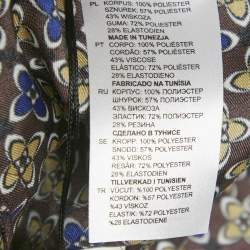 PL KORPUS: 100% POLIESTER
SZNUREK: 57% POLIESTER
43% WISKOZA
GUMA: 72% POLIESTER
28% ELASTODIEN
MADE IN TUNEZJA
PT CORPO: 100% POLIÉSTER
CORDÃO: 57% POLIÉSTER
43% VISCOSE
ELÁSTICO: 72% POLIÉSTER
28% ELASTODIENO
FABRICADO NA TUNÍSIA
RU КОРПУС: 100% ПОЛИЭСТЕР
ШНУРОК: 57% ПОЛИЭСТЕР
43% ВИСКОЗА
ЭЛАСТИК: 72% ПОЛИЭСТЕР
28% РЕЗИНА
СДЕЛАНО В ТУНИСЕ
SE KROPP: 100% POLYESTER
SNODD: 57% POLYESTER
43% VISKOS
RESÅR: 72% POLYESTER
28% ELASTODIEN
TILLVERKAD I TUNISIEN
TR VÜCUT: %100 POLYESTER
KORDON: %57 POLYESTER
%43 VİSKOZ
ELASTIK: %72 POLYESTER
%28 ELASTODIEN